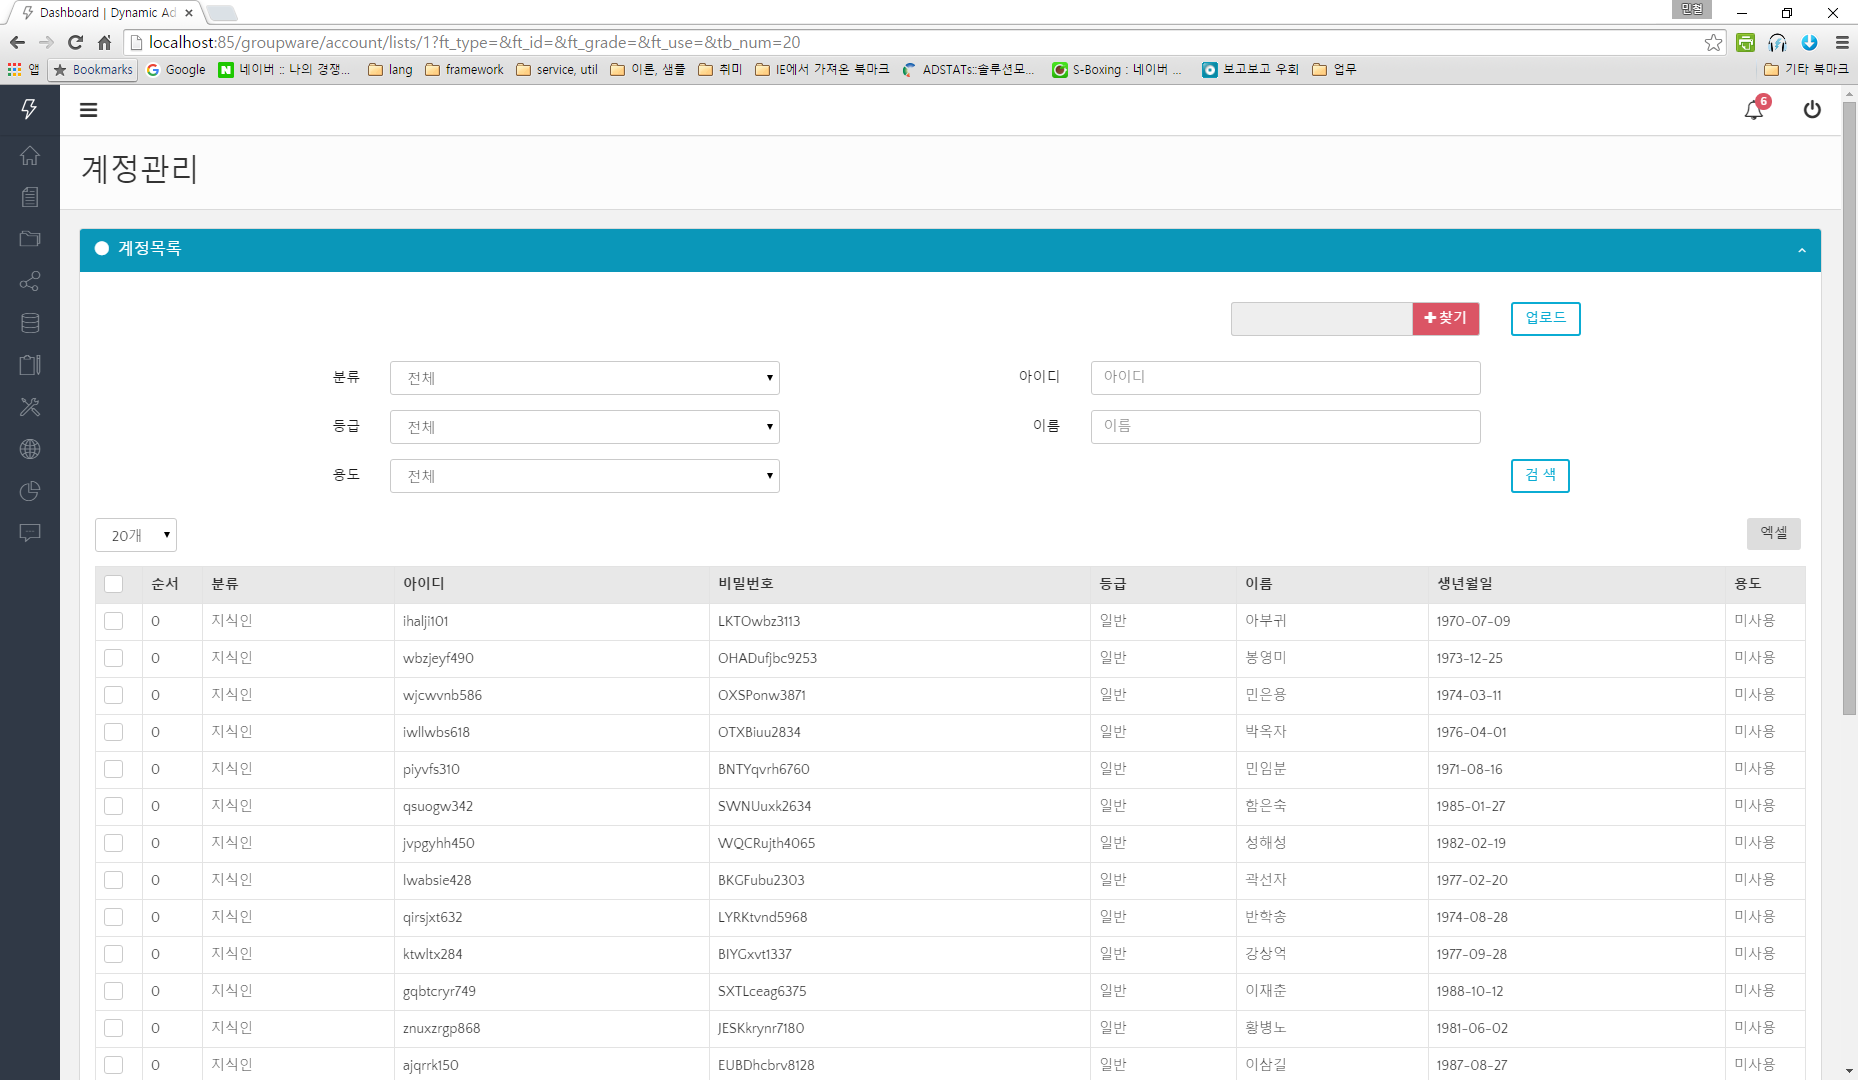 Dashboard | Dynamic Ad
민철
localhost:85/groupware/account/lists/1?ft_type=&ft_id=&ft_grade=&ft_use=&tb_num=20
앱 Bookmarks Google 네이버 :: 나의 경쟁... lang framework service, util 이론, 샘플 취미 IE에서 가져온 북마크 ADSTATs::솔루션모... S-Boxing : 네이버 ... 보고보고 우회 업무 기타 북마크
6
계정관리
계정목록
찾기 업로드
분류 전체 아이디 아이디
등급 전체 이름 이름
용도 전체 검 색
20개 엑셀
순서 분류 아이디 비밀번호 등급 이름 생년월일 용도
0 지식인 ihalji101 LKTOwbz3113 일반 아부귀 1970-07-09 미사용
0 지식인 wbzjeyf490 OHADufjbc9253 일반 봉영미 1973-12-25 미사용
0 지식인 wjcwvnb586 OXSPonw3871 일반 민은용 1974-03-11 미사용
0 지식인 iwllwbs618 OTXBiuu2834 일반 박옥자 1976-04-01 미사용
0 지식인 piyvfs310 BNTYqvrh6760 일반 민임분 1971-08-16 미사용
0 지식인 qsuogw342 SWNUuxk2634 일반 함은숙 1985-01-27 미사용
0 지식인 jvpgyhh450 WQCRujth4065 일반 성해성 1982-02-19 미사용
0 지식인 lwabsie428 BKGFubu2303 일반 곽선자 1977-02-20 미사용
0 지식인 qirsjxt632 LYRKtvnd5968 일반 반학송 1974-08-28 미사용
0 지식인 ktwltx284 BIYGxvt1337 일반 강상억 1977-09-28 미사용
0 지식인 gqbtcryr749 SXTLceag6375 일반 이재춘 1988-10-12 미사용
0 지식인 znuxzrgp868 JESKkrynr7180 일반 황병노 1981-06-02 미사용
0 지식인 ajqrrk150 EUBDhcbrv8128 일반 이삼길 1987-08-27 미사용